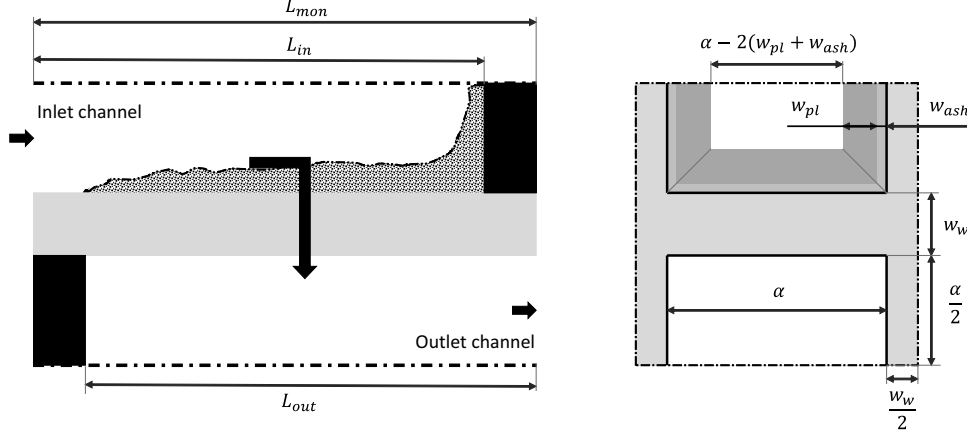 L_mon
L_in
Inlet channel
Outlet channel
L_out
α − 2(w_pl + w_ash)
w_pl
w_ash
w_w
α
α/2
w_w/2